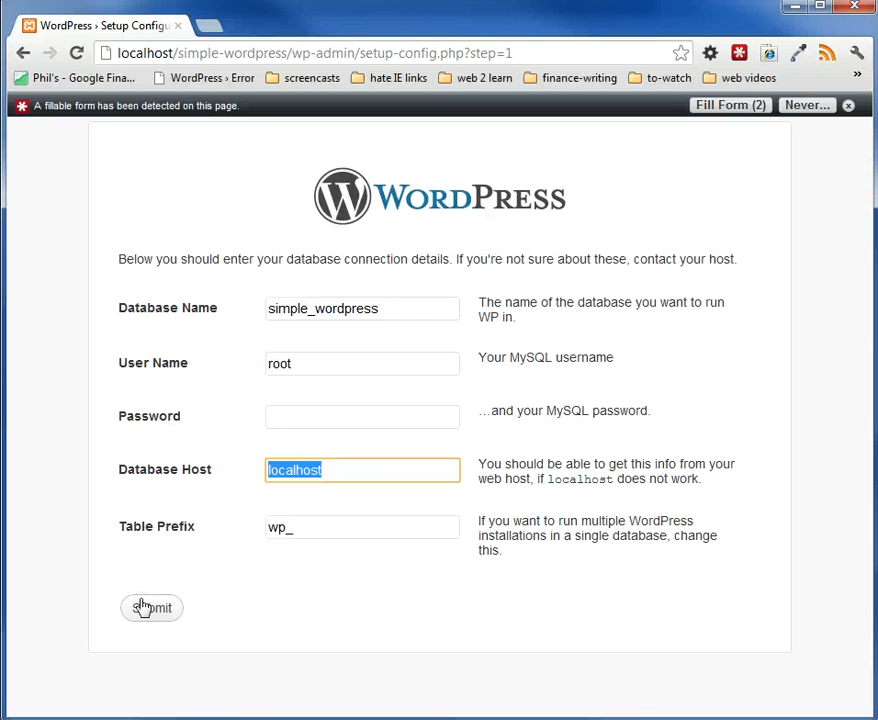 WordPress › Setup Configu
localhost/simple-wordpress/wp-admin/setup-config.php?step=1
Phil's - Google Fina...
WordPress › Error
screencasts
hate IE links
web 2 learn
finance-writing
to-watch
web videos
»
A fillable form has been detected on this page.
Fill Form (2)
Never...
WORDPRESS
Below you should enter your database connection details. If you're not sure about these, contact your host.
Database Name
simple_wordpress
The name of the database you want to run
WP in.
User Name
root
Your MySQL username
Password
…and your MySQL password.
Database Host
localhost
You should be able to get this info from your
web host, if localhost does not work.
Table Prefix
wp_
If you want to run multiple WordPress
installations in a single database, change
this.
Submit